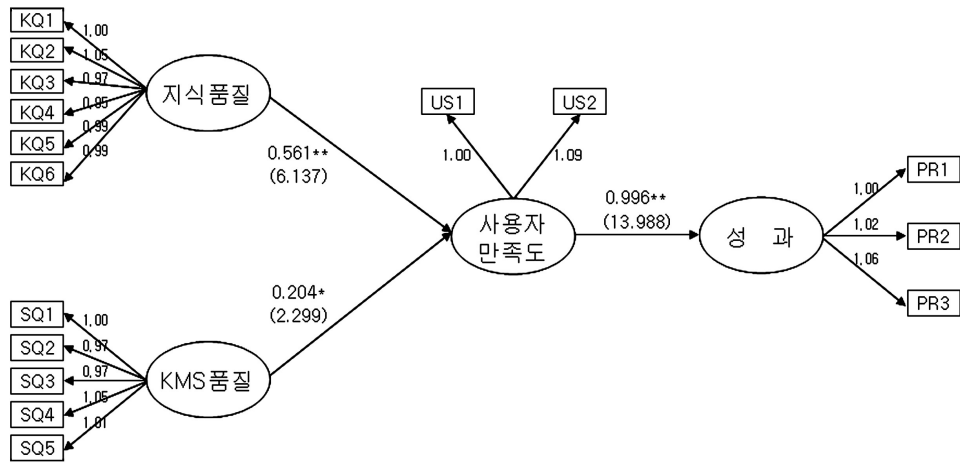 KQ1
KQ2
KQ3
KQ4
KQ5
KQ6
1.00
1.05
0.97
0.95
0.99
0.99
지식품질
0.561**
(6.137)
US1
US2
1.00
1.09
사용자
만족도
0.996**
(13.988)
성 과
1.00
1.02
1.06
PR1
PR2
PR3
0.204*
(2.299)
SQ1
SQ2
SQ3
SQ4
SQ5
1.00
0.97
0.97
1.05
1.01
KMS품질